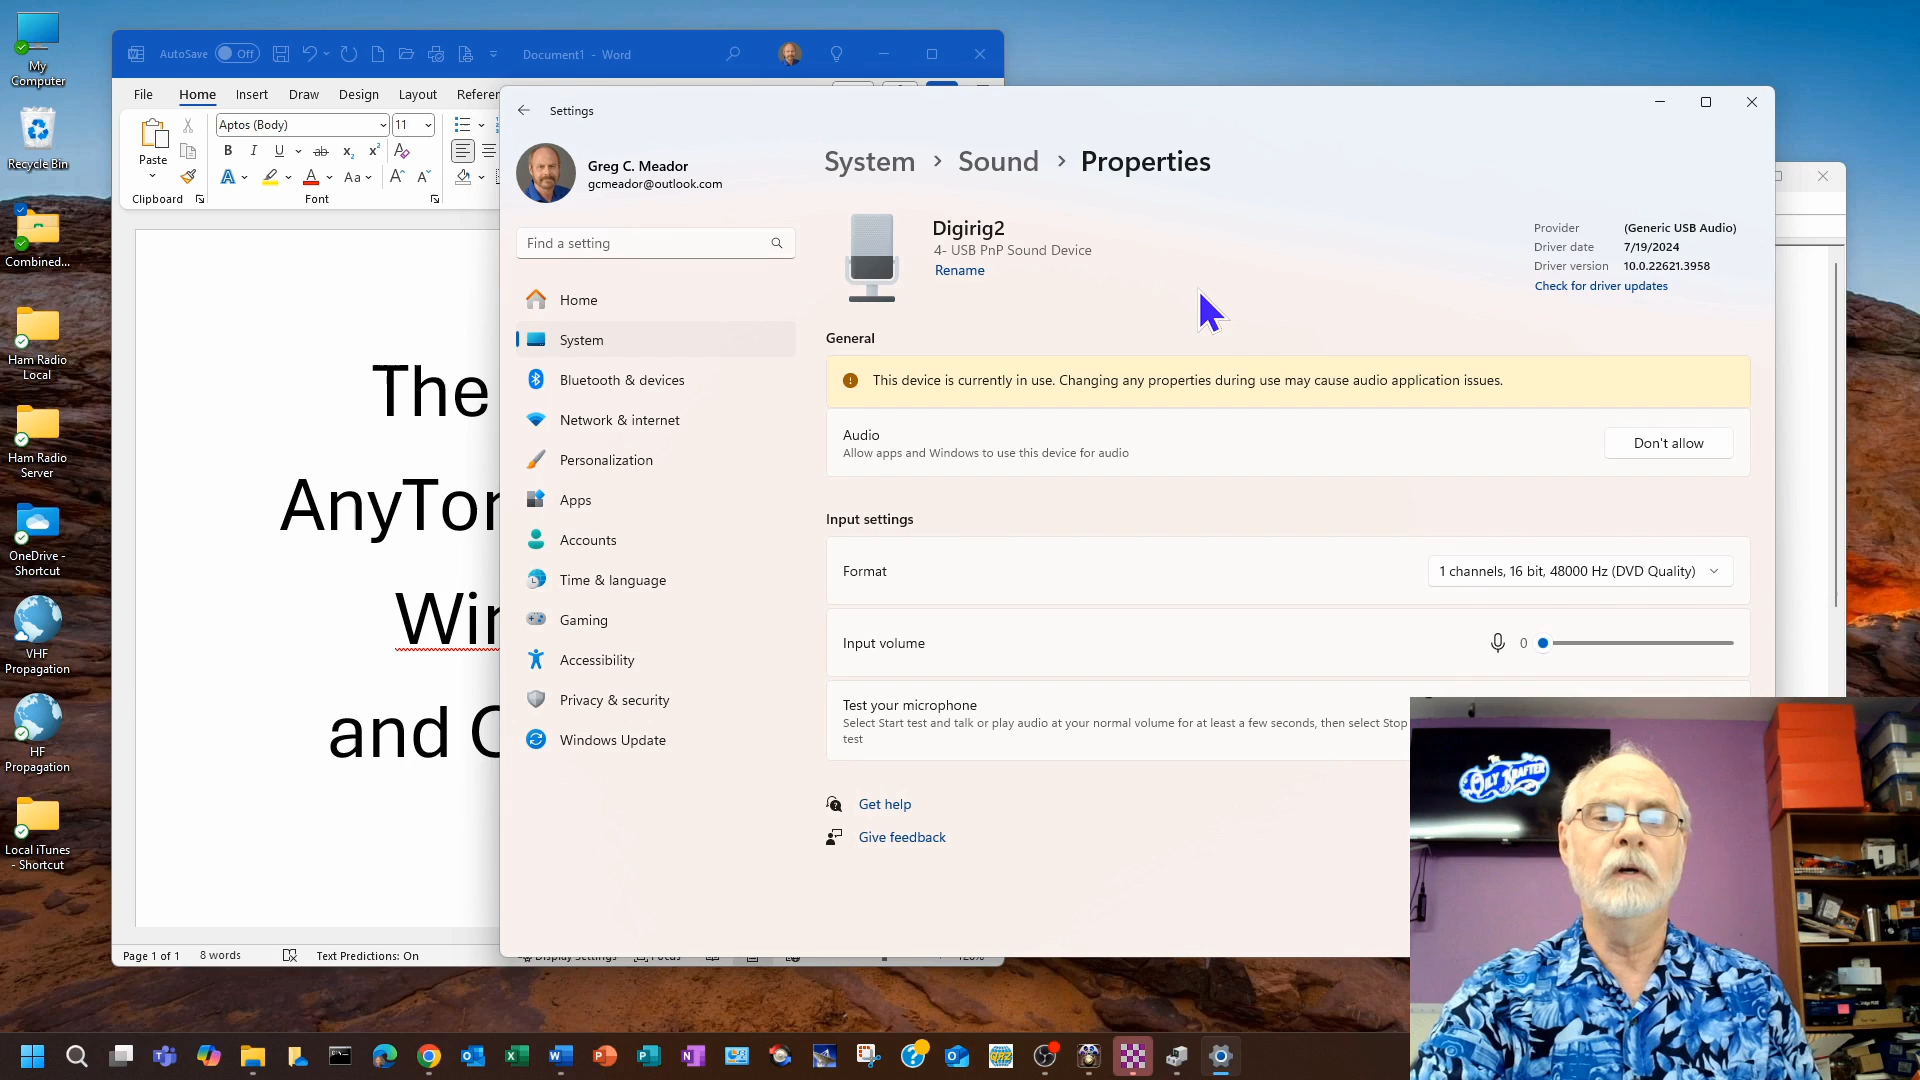 My
Computer
Recycle Bin
Combined...
Ham Radio
Local
Ham Radio
Server
OneDrive -
Shortcut
VHF
Propagation
HF
Propagation
Local iTunes
- Shortcut
AutoSave Off
Document1 - Word
File Home Insert Draw Design Layout
Aptos (Body) 11
Paste
Clipboard Font
The
and
Page 1 of 1 8 words Text Predictions: On
Settings
Greg C. Meador
gcmeador@outlook.com
Find a setting
Home
System
Bluetooth & devices
Network & internet
Personalization
Apps
Accounts
Time & language
Gaming
Accessibility
Privacy & security
Windows Update
System > Sound > Properties
Digirig2
4- USB PnP Sound Device
Rename
Provider (Generic USB Audio)
Driver date 7/19/2024
Driver version 10.0.22621.3958
Check for driver updates
General
This device is currently in use. Changing any properties during use may cause audio application issues.
Audio
Allow apps and Windows to use this device for audio
Don't allow
Input settings
Format
1 channels, 16 bit, 48000 Hz (DVD Quality)
Input volume
0
Test your microphone
Select Start test and talk or play audio at your normal volume for at least a few seconds, then select Stop
test
Get help
Give feedback
The
OILY KRAFTER